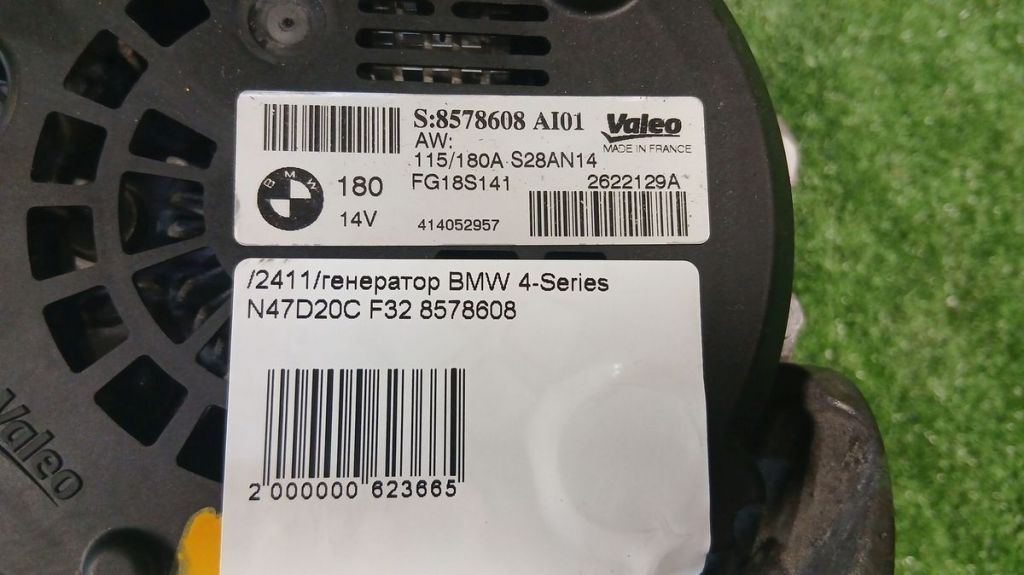 S:8578608 AI01
Valeo
MADE IN FRANCE
AW:
115/180A S28AN14
BMW
180
FG18S141
2622129A
14V
414052957
/2411/генератор BMW 4-Series
N47D20C F32 8578608
2 000000 623665
Valeo